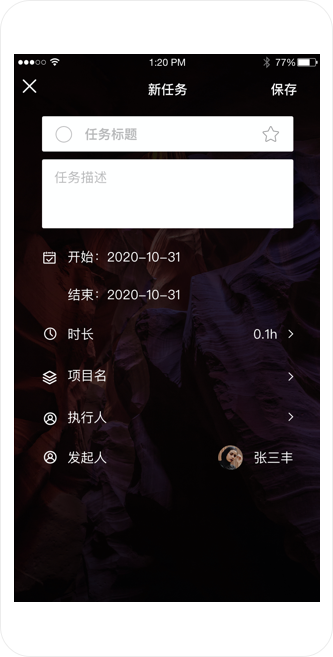 1:20 PM 77%
新任务 保存
任务标题
任务描述
开始：2020-10-31
结束：2020-10-31
时长 0.1h
项目名
执行人
发起人 张三丰